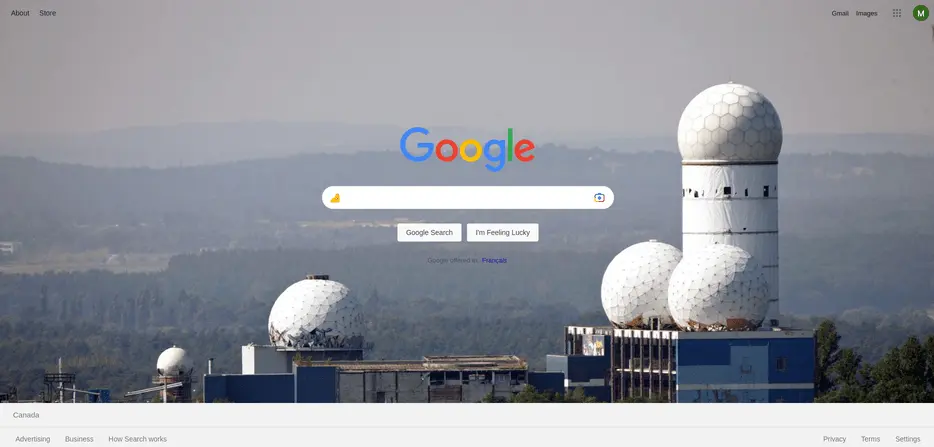 About Store Gmail Images M
Google
Google Search I'm Feeling Lucky
Google offered in: Français
Canada
Advertising Business How Search works Privacy Terms Settings